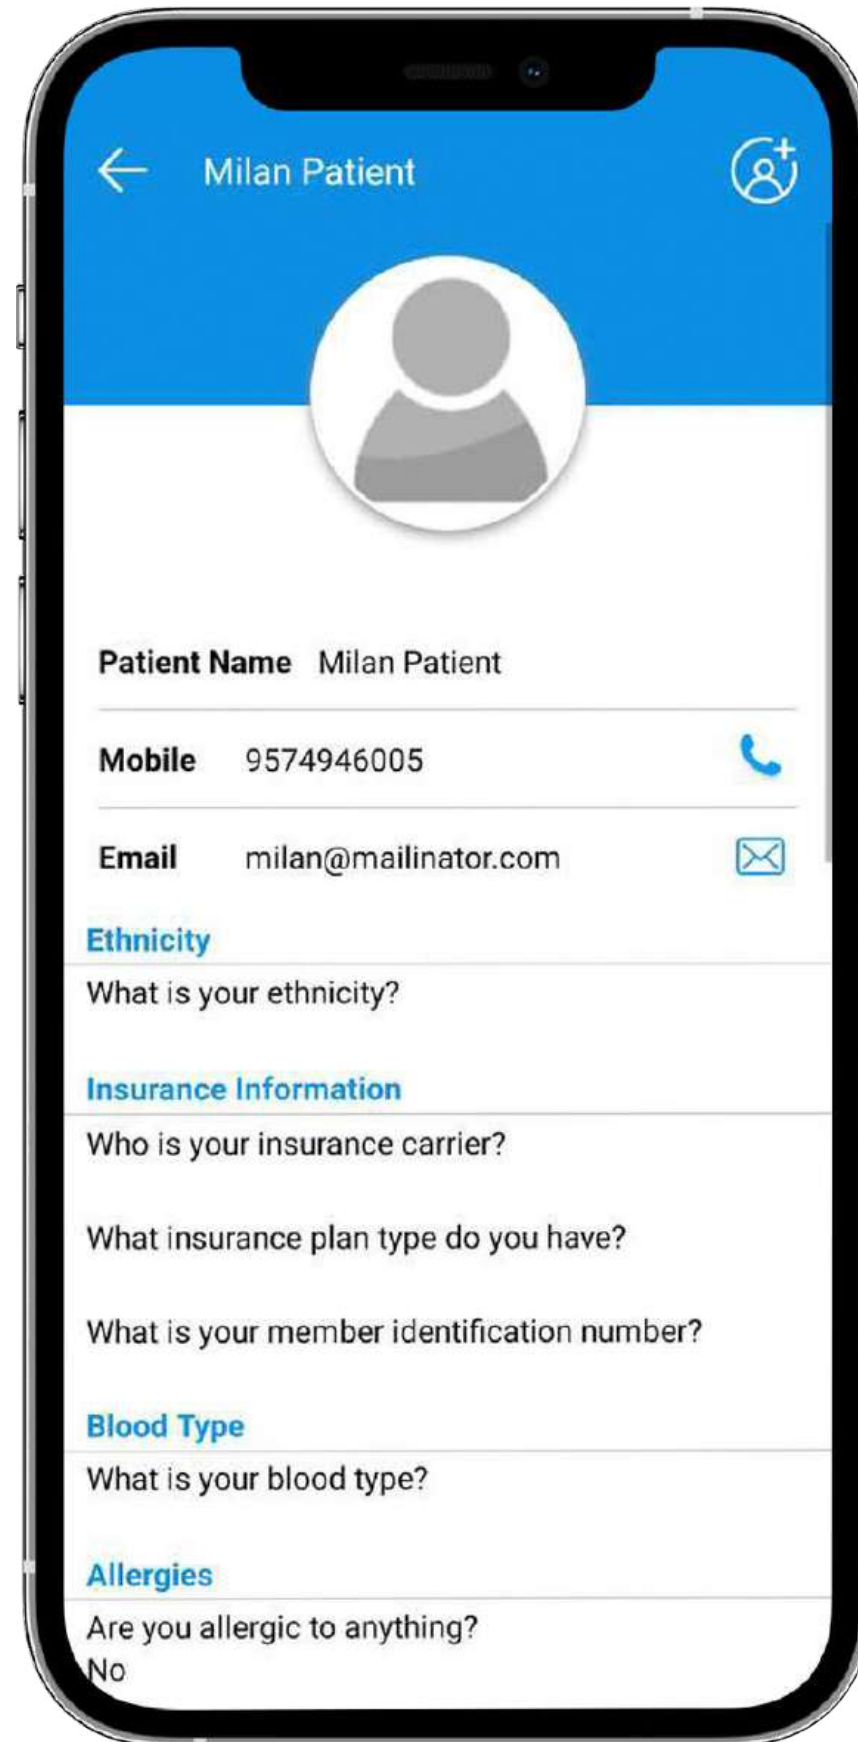 Milan Patient
Patient Name Milan Patient
Mobile 9574946005
Email milan@mailinator.com
Ethnicity
What is your ethnicity?
Insurance Information
Who is your insurance carrier?
What insurance plan type do you have?
What is your member identification number?
Blood Type
What is your blood type?
Allergies
Are you allergic to anything?
No